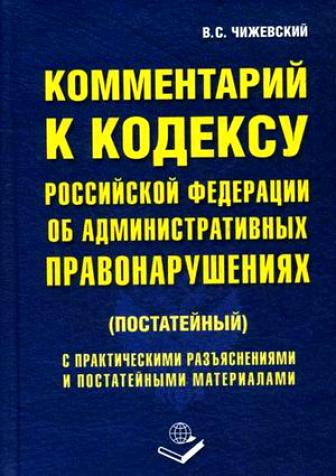 В.С. ЧИЖЕВСКИЙ
КОММЕНТАРИЙ
К КОДЕКСУ
РОССИЙСКОЙ ФЕДЕРАЦИИ
ОБ АДМИНИСТРАТИВНЫХ
ПРАВОНАРУШЕНИЯХ
(ПОСТАТЕЙНЫЙ)
С ПРАКТИЧЕСКИМИ РАЗЪЯСНЕНИЯМИ
И ПОСТАТЕЙНЫМИ МАТЕРИАЛАМИ